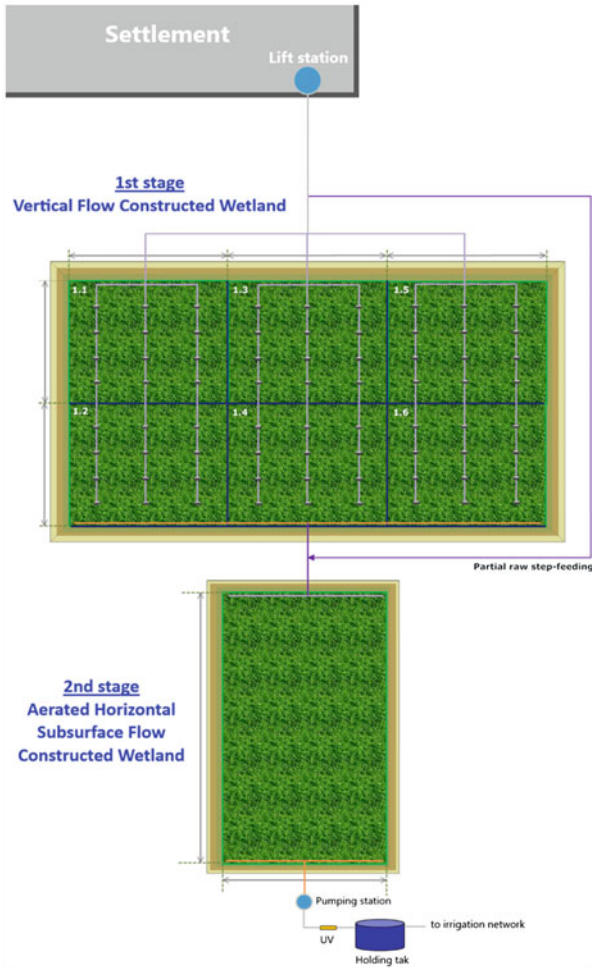 Settlement
Lift station
1st stage
Vertical Flow Constructed Wetland
1.1
1.3
1.5
1.2
1.4
1.6
Partial raw step-feeding
2nd stage
Aerated Horizontal
Subsurface Flow
Constructed Wetland
Pumping station
to irrigation network
UV
Holding tak